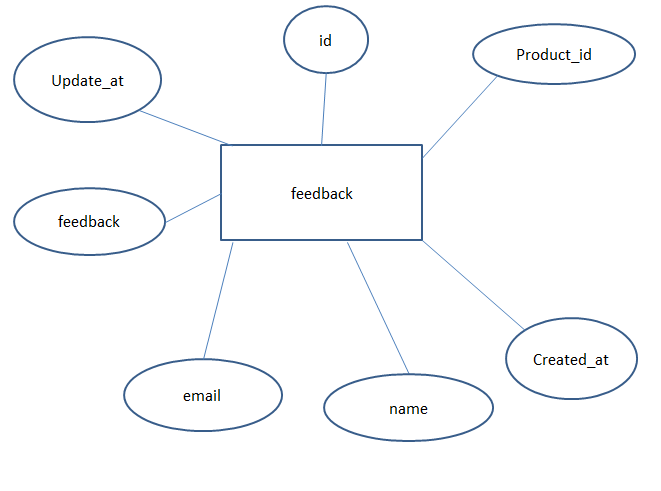 id
Product_id
Update_at
feedback
feedback
Created_at
email
name